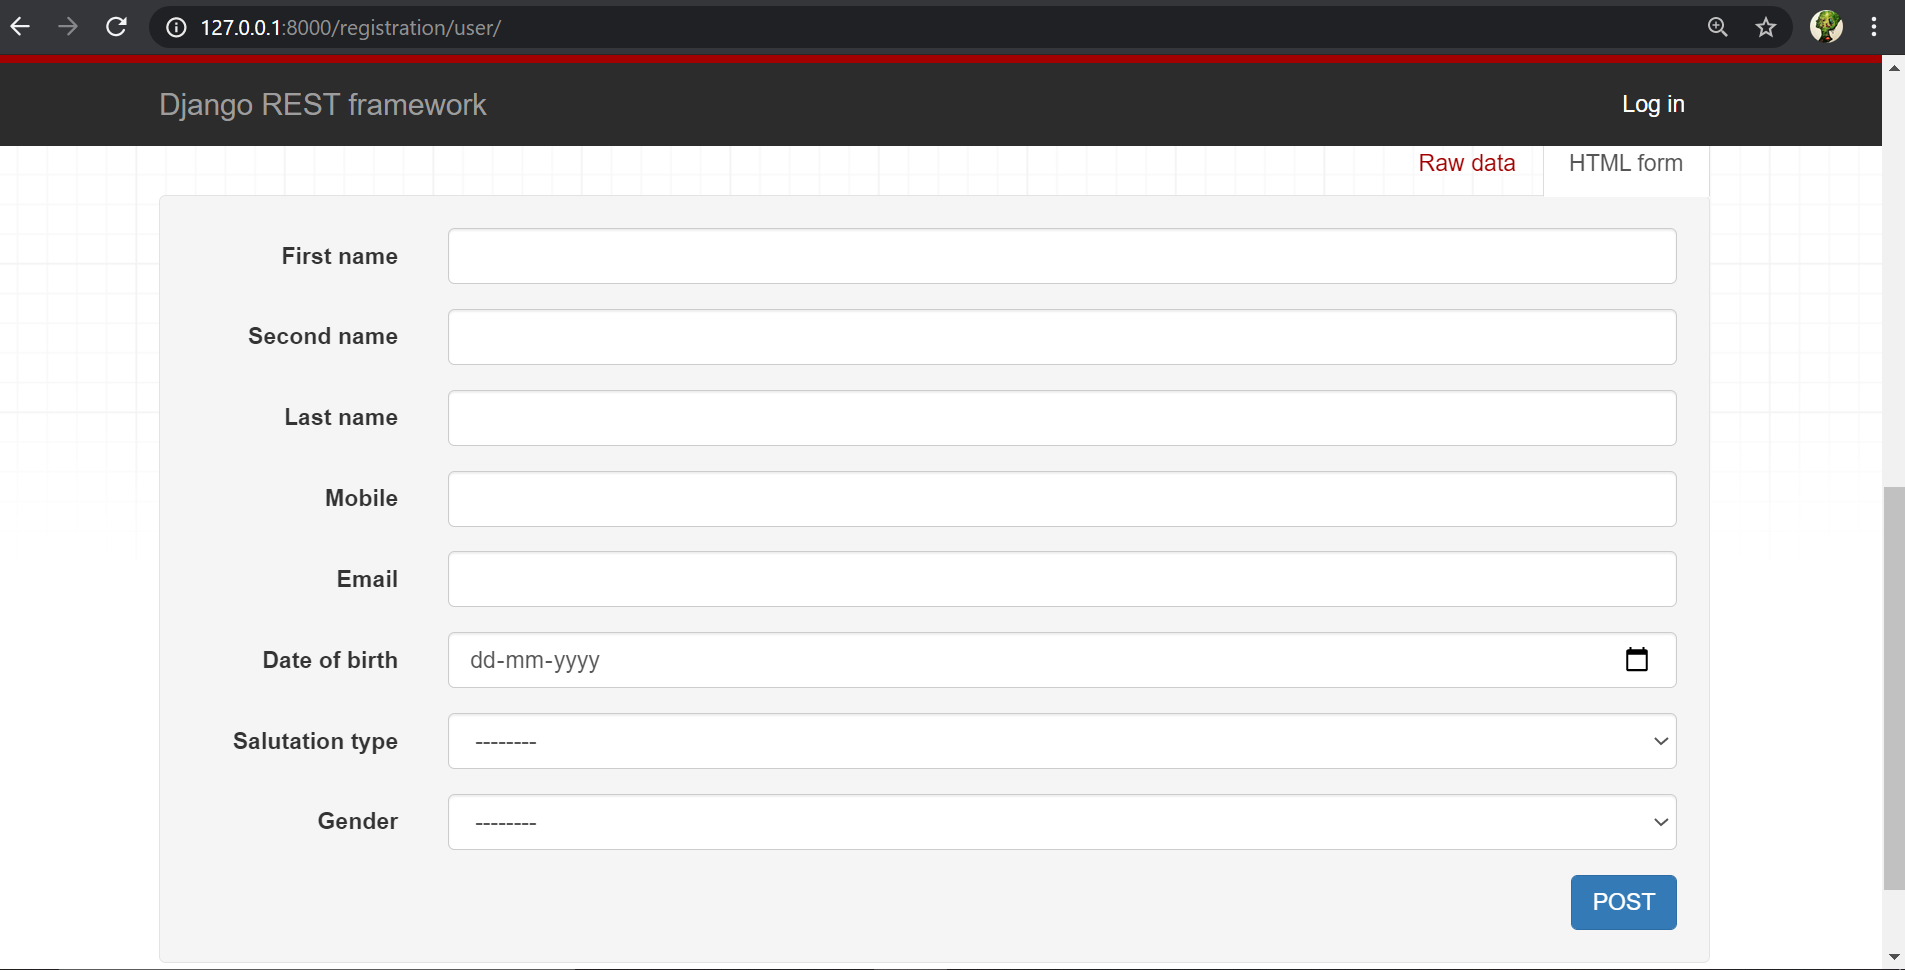 127.0.0.1:8000/registration/user/
Django REST framework
Log in
Raw data
HTML form
First name
Second name
Last name
Mobile
Email
Date of birth
dd-mm-yyyy
Salutation type
--------
Gender
--------
POST